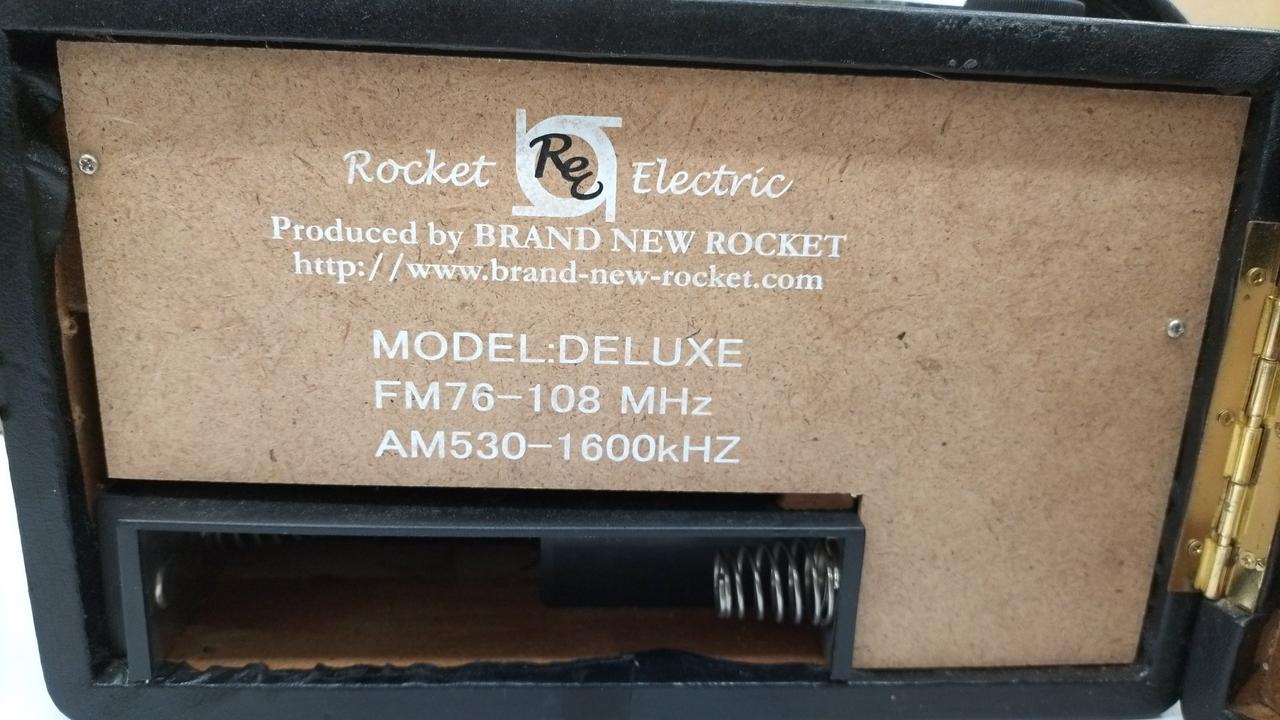 Rocket Rec Electric
Produced by BRAND NEW ROCKET
http://www.brand-new-rocket.com
MODEL:DELUXE
FM76-108 MHz
AM530-1600kHZ